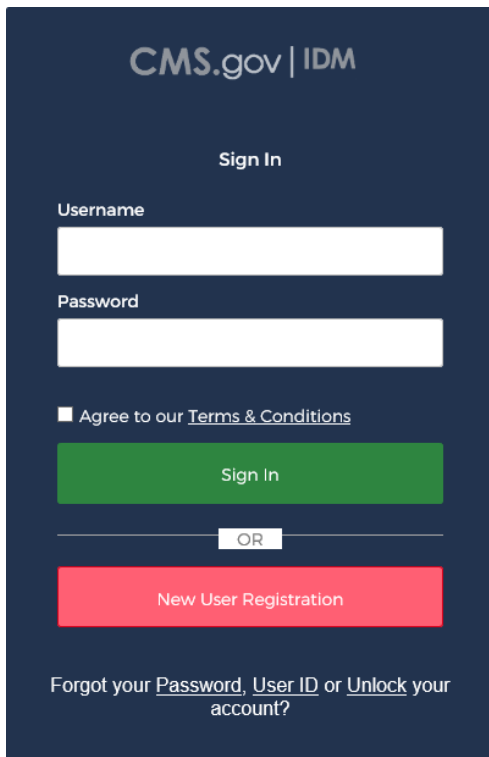 CMS.gov | IDM
Sign In
Username
Password
Agree to our Terms & Conditions
Sign In
OR
New User Registration
Forgot your Password, User ID or Unlock your
account?